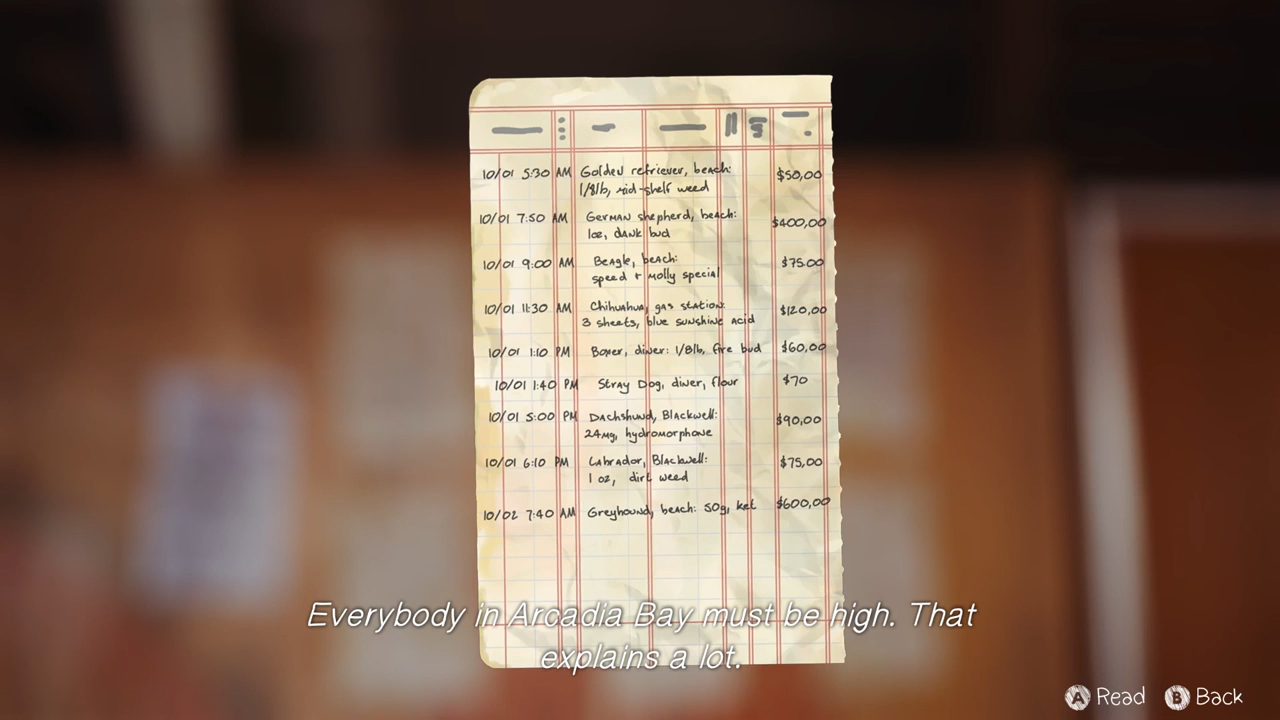 10/01 5:30 AM Golden retriever, beach: $50,00
1/8lb, mid-shelf weed
10/01 7:50 AM German shepherd, beach: $400,00
1oz, dank bud
10/01 9:00 AM Beagle, beach: $75.00
speed + Molly special
10/01 11:30 AM Chihuahua, gas station: $120,00
3 sheets, blue sunshine acid
10/01 1:10 PM Boxer, diner: 1/8lb, fire bud $60,00
10/01 1:40 PM Stray Dog, diner, flour $70
10/01 5:00 PM Dachshund, Blackwell: $90,00
24mg, hydromorphone
10/01 6:10 PM Labrador, Blackwell: $75,00
1 oz, dirt weed
10/02 7:40 AM Greyhound, beach: 50g, ket $600,00
Everybody in Arcadia Bay must be high. That
explains a lot.
A Read B Back